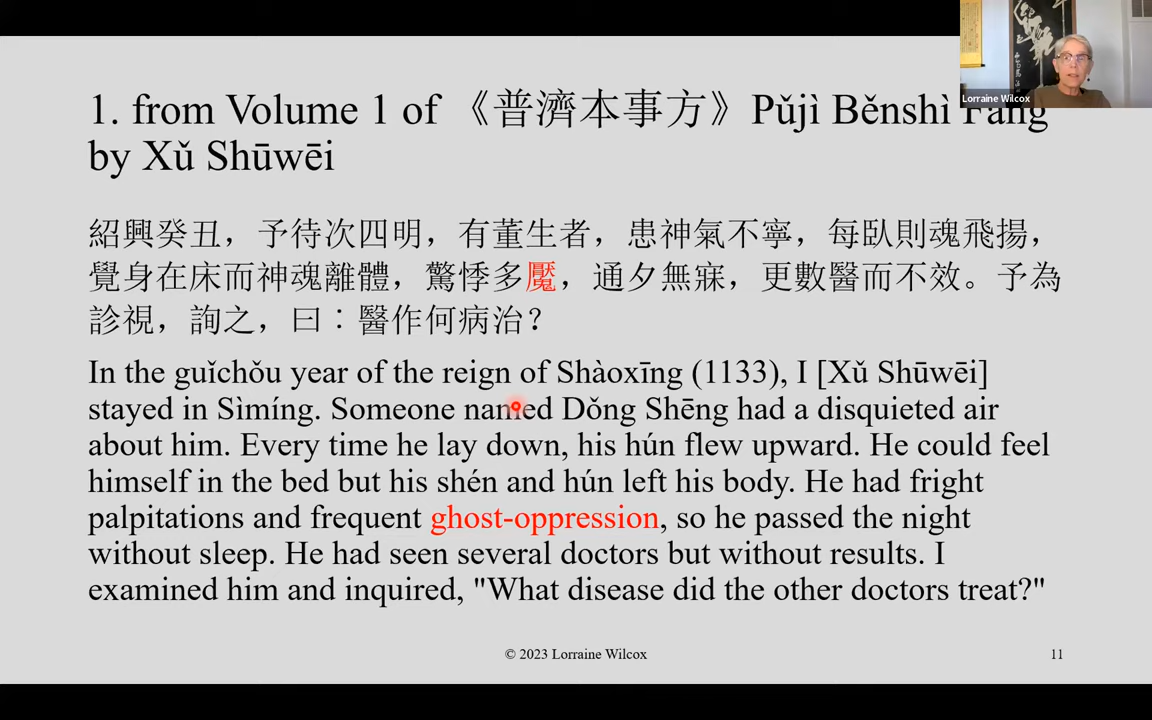 1. from Volume 1 of 《普濟本事方》Pǔjì Běnshì Fāng
by Xǔ Shūwēi
Lorraine Wilcox
紹興癸丑，予待次四明，有董生者，患神氣不寧，每臥則魂飛揚，
覺身在床而神魂離體，驚悸多魘，通夕無寐，更數醫而不效。予為
診視，詢之，曰：醫作何病治？
In the guǐchǒu year of the reign of Shàoxīng (1133), I [Xǔ Shūwēi]
stayed in Sìmíng. Someone named Dǒng Shēng had a disquieted air
about him. Every time he lay down, his hún flew upward. He could feel
himself in the bed but his shén and hún left his body. He had fright
palpitations and frequent ghost-oppression, so he passed the night
without sleep. He had seen several doctors but without results. I
examined him and inquired, "What disease did the other doctors treat?"
© 2023 Lorraine Wilcox
11